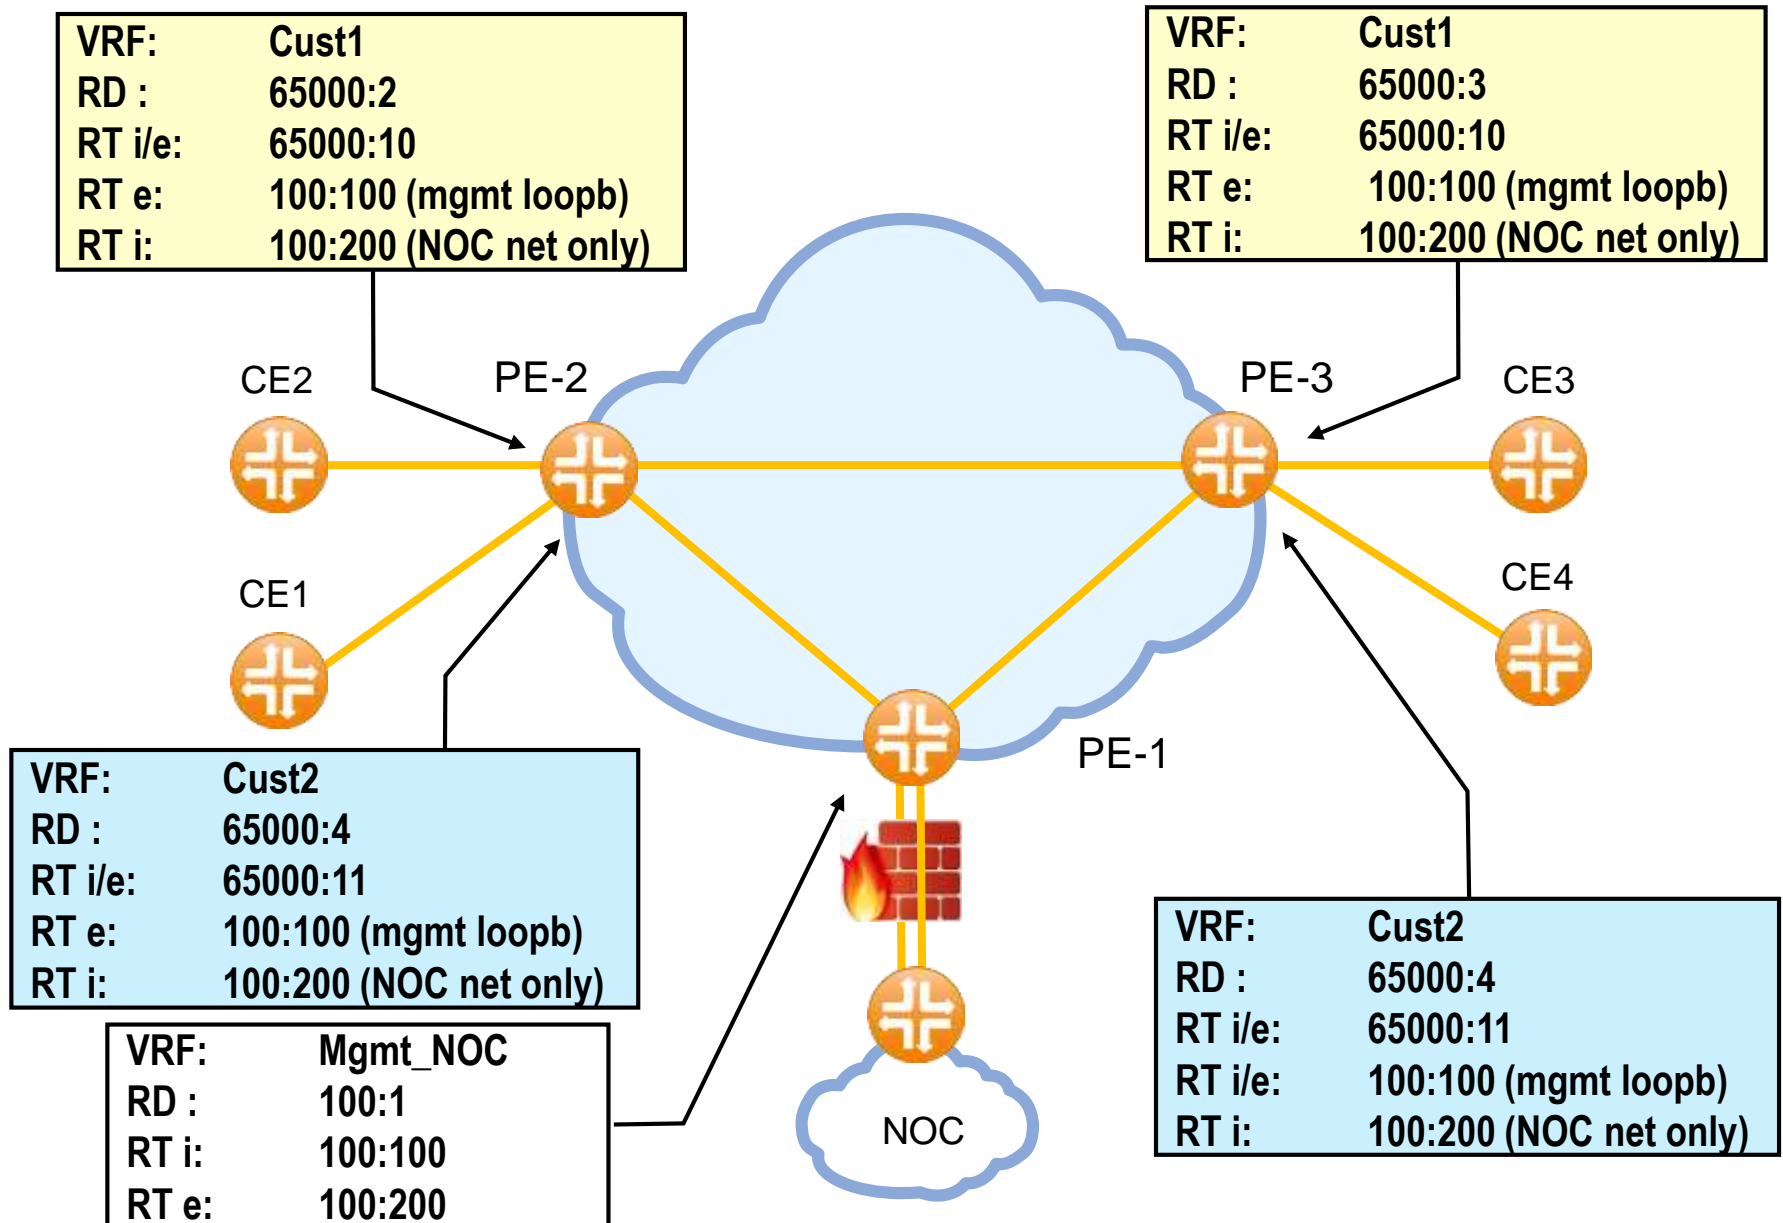 VRF: Cust1
RD : 65000:2
RT i/e: 65000:10
RT e: 100:100 (mgmt loopb)
RT i: 100:200 (NOC net only)
VRF: Cust1
RD : 65000:3
RT i/e: 65000:10
RT e: 100:100 (mgmt loopb)
RT i: 100:200 (NOC net only)
CE2
PE-2
PE-3
CE3
CE1
CE4
PE-1
VRF: Cust2
RD : 65000:4
RT i/e: 65000:11
RT e: 100:100 (mgmt loopb)
RT i: 100:200 (NOC net only)
VRF: Cust2
RD : 65000:4
RT i/e: 65000:11
RT i/e: 100:100 (mgmt loopb)
RT i: 100:200 (NOC net only)
VRF: Mgmt_NOC
RD : 100:1
RT i: 100:100
RT e: 100:200
NOC